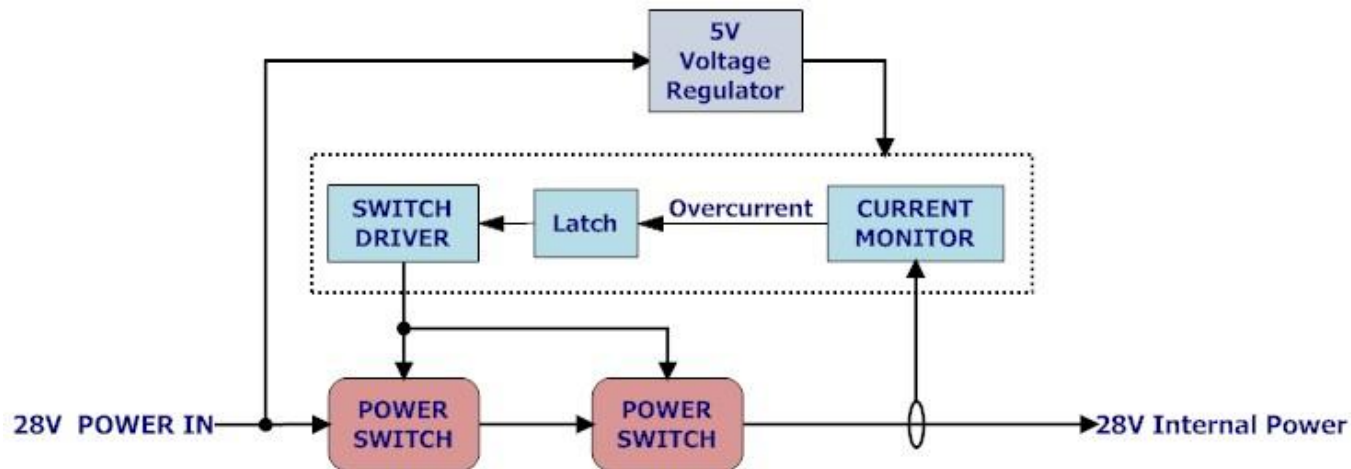 5V
Voltage
Regulator
SWITCH
DRIVER
Latch
Overcurrent
CURRENT
MONITOR
28V POWER IN
POWER
SWITCH
POWER
SWITCH
28V Internal Power